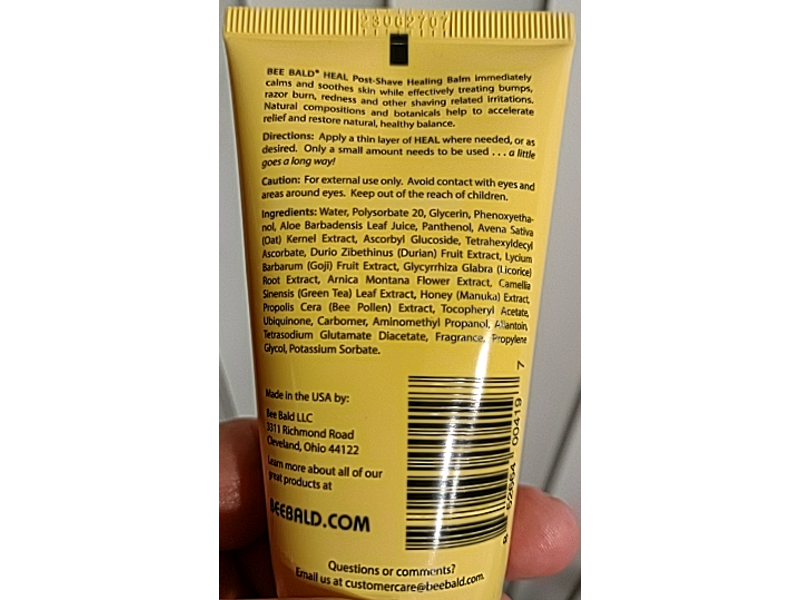 23002707
BEE BALD® HEAL Post-Shave Healing Balm immediately
calms and soothes skin while effectively treating bumps,
razor burn, redness and other shaving related irritations.
Natural compositions and botanicals help to accelerate
relief and restore natural, healthy balance.
Directions: Apply a thin layer of HEAL where needed, or as
desired. Only a small amount needs to be used . . . a little
goes a long way!
Caution: For external use only. Avoid contact with eyes and
areas around eyes. Keep out of the reach of children.
Ingredients: Water, Polysorbate 20, Glycerin, Phenoxyetha-
nol, Aloe Barbadensis Leaf Juice, Panthenol, Avena Sativa
(Oat) Kernel Extract, Ascorbyl Glucoside, Tetrahexyldecyl
Ascorbate, Durio Zibethinus (Durian) Fruit Extract, Lycium
Barbarum (Goji) Fruit Extract, Glycyrrhiza Glabra (Licorice)
Root Extract, Arnica Montana Flower Extract, Camellia
Sinensis (Green Tea) Leaf Extract, Honey (Manuka) Extract,
Propolis Cera (Bee Pollen) Extract, Tocopheryl Acetate,
Ubiquinone, Carbomer, Aminomethyl Propanol, Allantoin,
Tetrasodium Glutamate Diacetate, Fragrance, Propylene
Glycol, Potassium Sorbate.
Made in the USA by:
Bee Bald LLC
3311 Richmond Road
Cleveland, Ohio 44122
Learn more about all of our
great products at
BEEBALD.COM
8 62664 00419 7
Questions or comments?
Email us at customercare@beebald.com